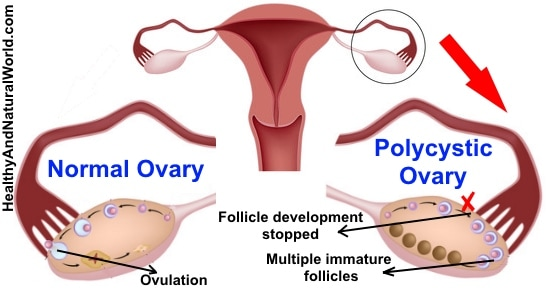 HealthyAndNaturalWorld.com
Normal Ovary
Ovulation
Polycystic
Ovary
Follicle development
stopped
Multiple immature
follicles